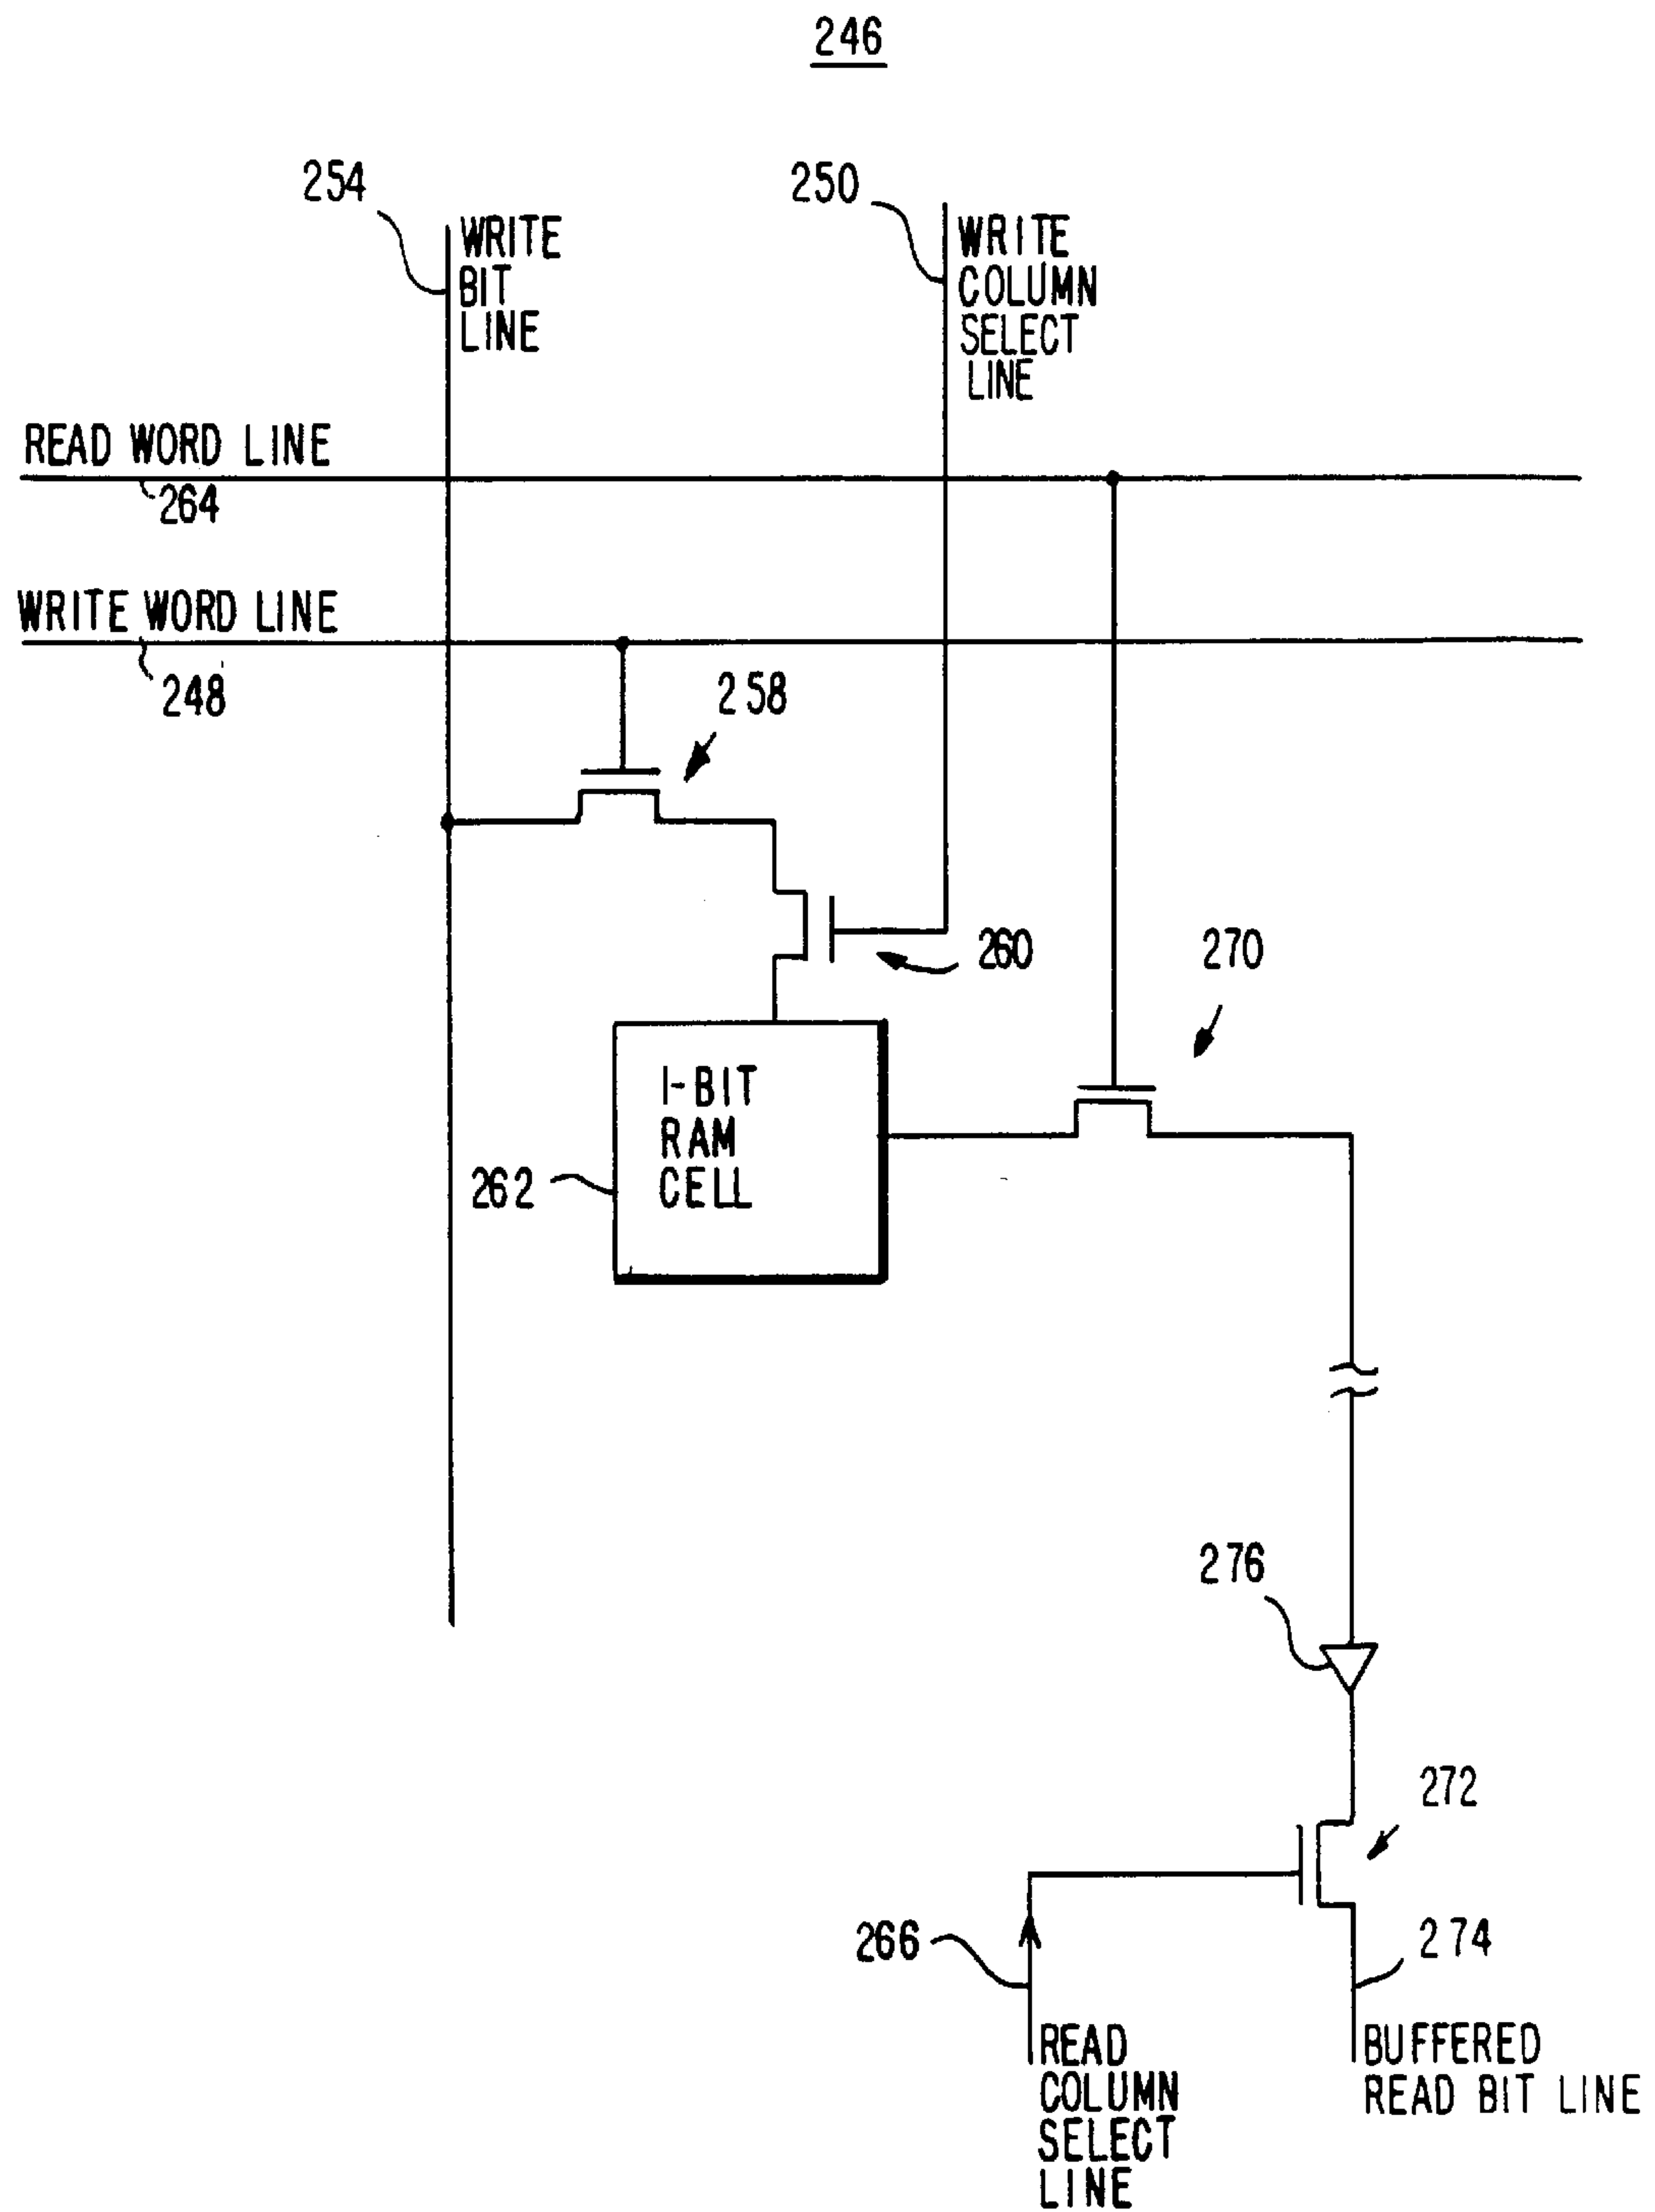 246
254
250
WRITE
BIT
LINE
WRITE
COLUMN
SELECT
LINE
READ WORD LINE
264
WRITE WORD LINE
248
258
260
270
1-BIT
RAM
CELL
262
276
272
266
274
READ
COLUMN
SELECT
LINE
BUFFERED
READ BIT LINE